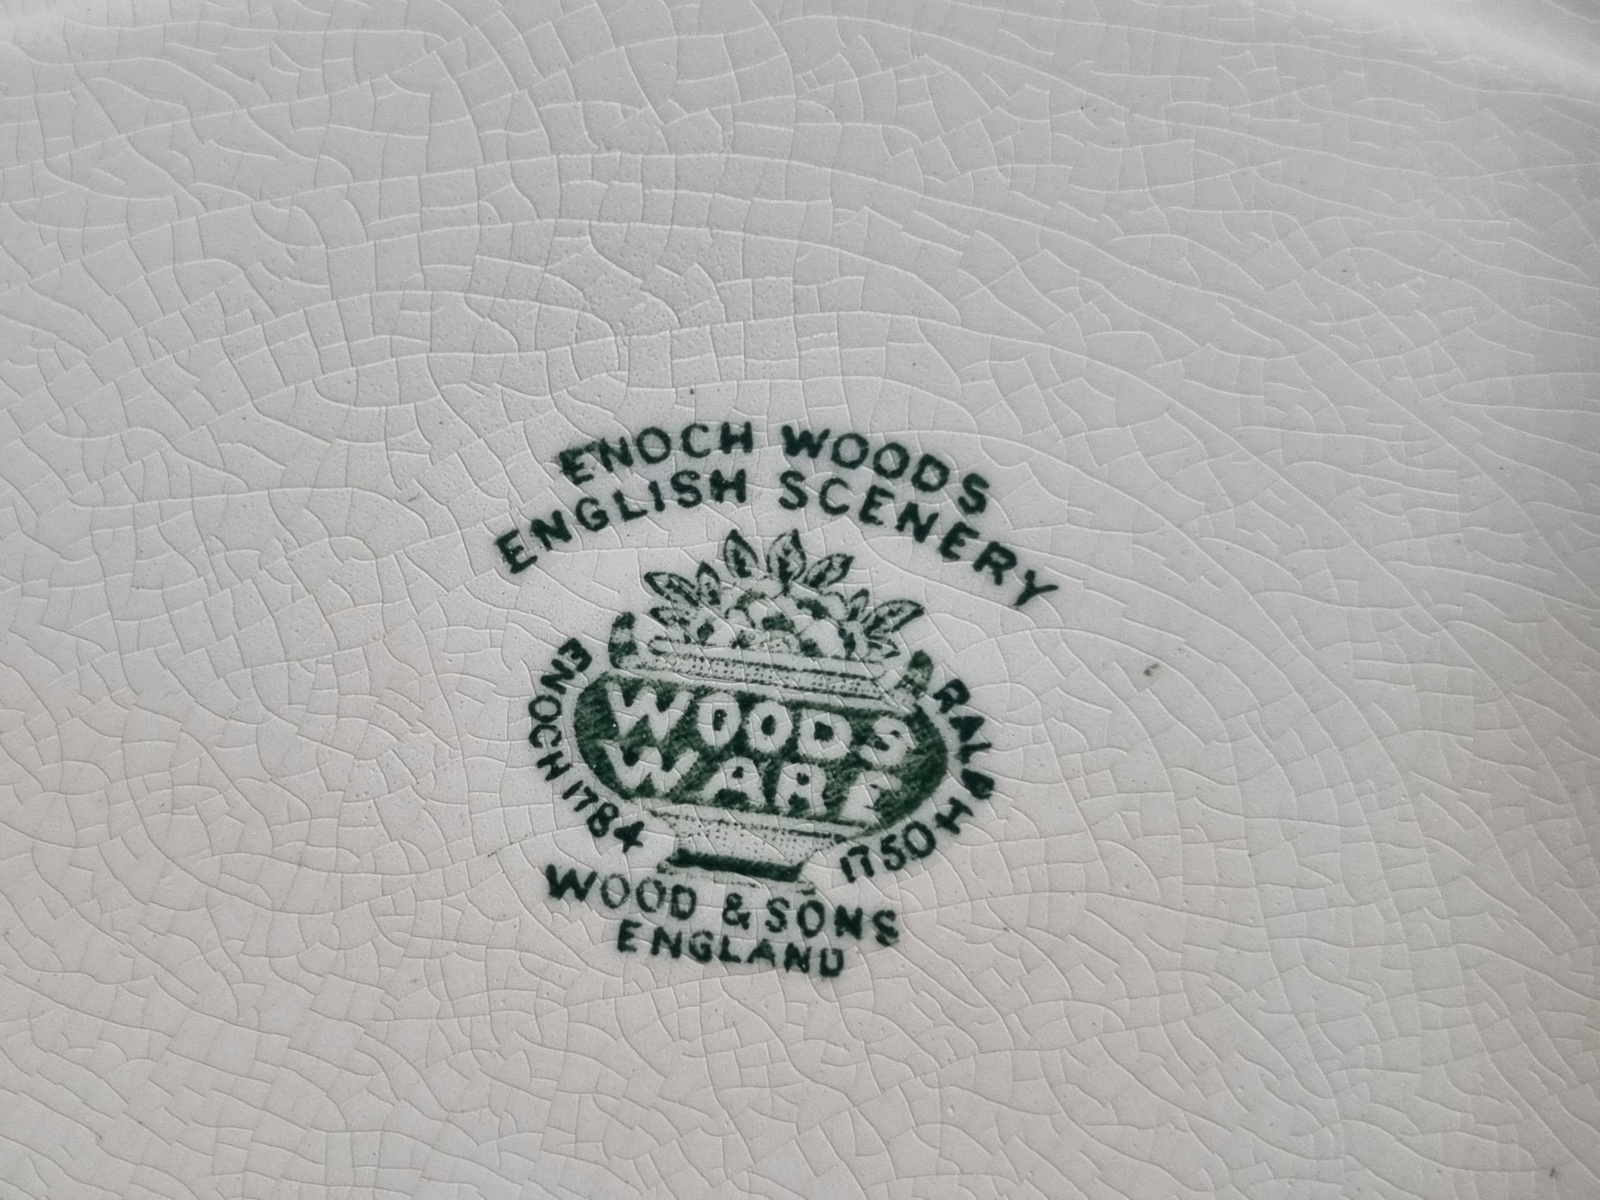 ENOCH WOODS
ENGLISH SCENERY
WOODS
WARE
ENOCH 1784
RALPH 1750
WOOD & SONS
ENGLAND